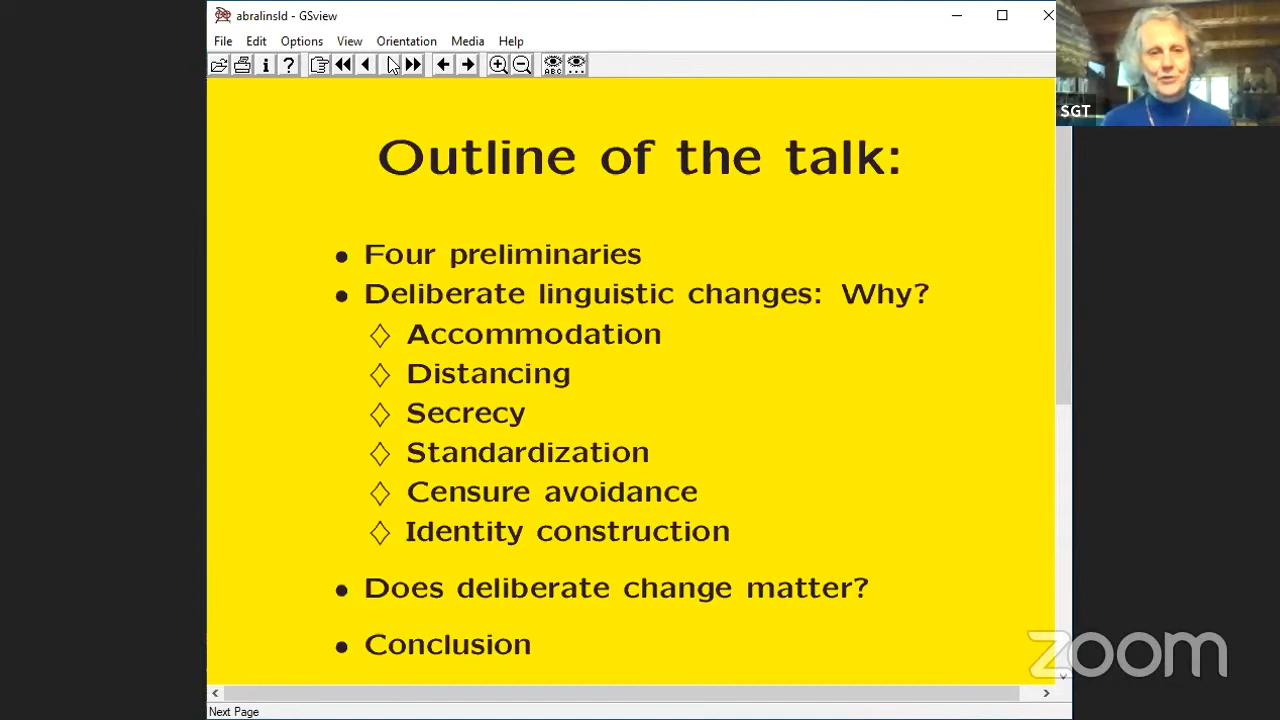 abralinsld - GSview
File Edit Options View Orientation Media Help
SGT
Outline of the talk:
• Four preliminaries
• Deliberate linguistic changes: Why?
◇ Accommodation
◇ Distancing
◇ Secrecy
◇ Standardization
◇ Censure avoidance
◇ Identity construction
• Does deliberate change matter?
• Conclusion
zoom
Next Page